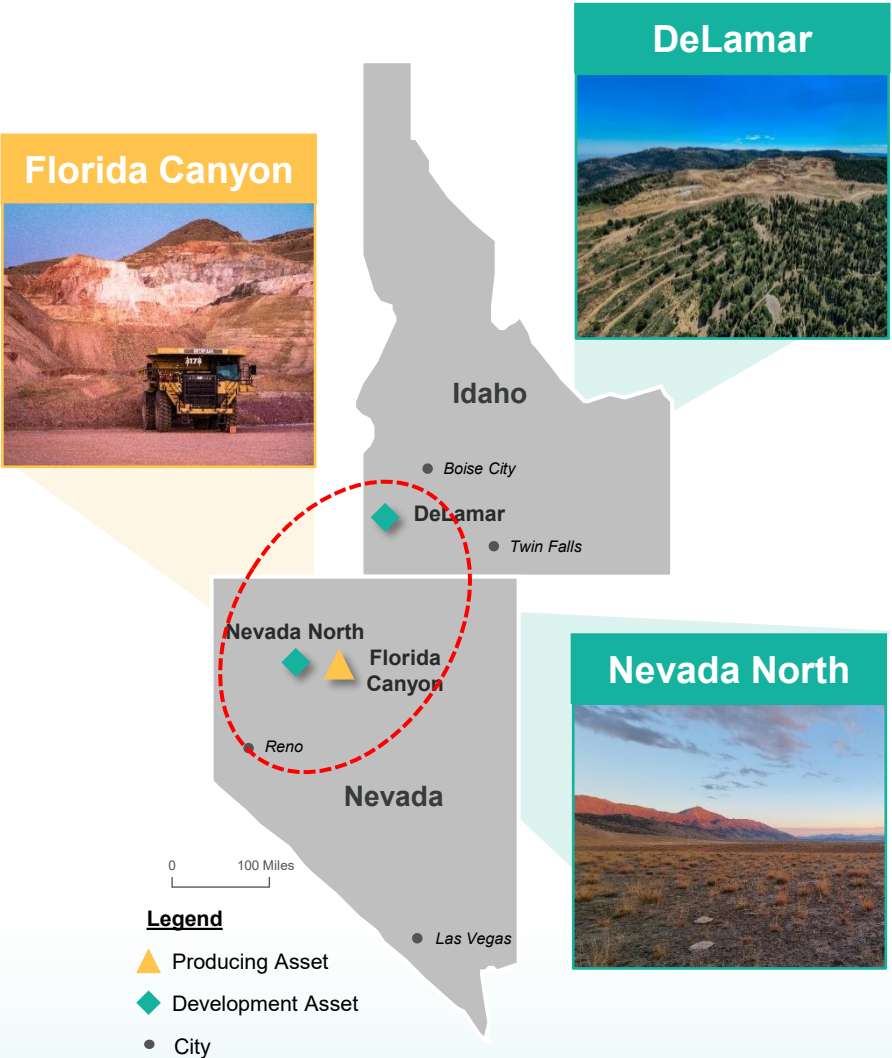 DeLamar
Florida Canyon
3178
Idaho
Boise City
DeLamar
Twin Falls
Nevada North
Florida
Canyon
Reno
Nevada
Nevada North
0 100 Miles
Legend
Las Vegas
Producing Asset
Development Asset
City